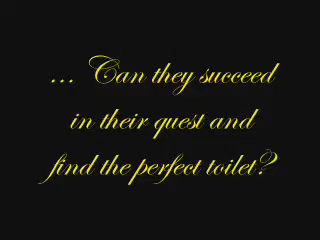 ... Can they succeed
in their quest and
find the perfect toilet?